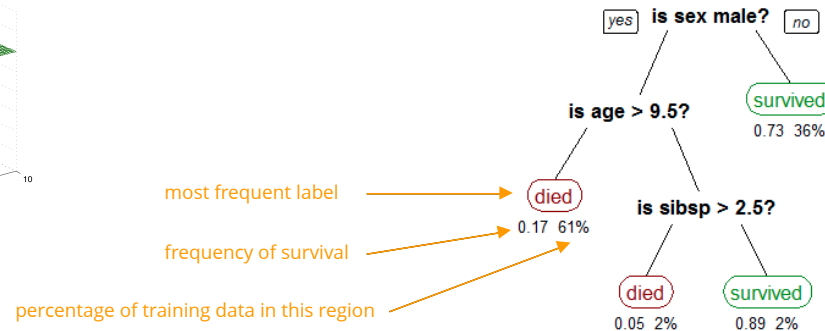 yes is sex male? no
survived
0.73 36%
is age > 9.5?
10
most frequent label
died
0.17 61%
is sibsp > 2.5?
frequency of survival
percentage of training data in this region
died survived
0.05 2% 0.89 2%